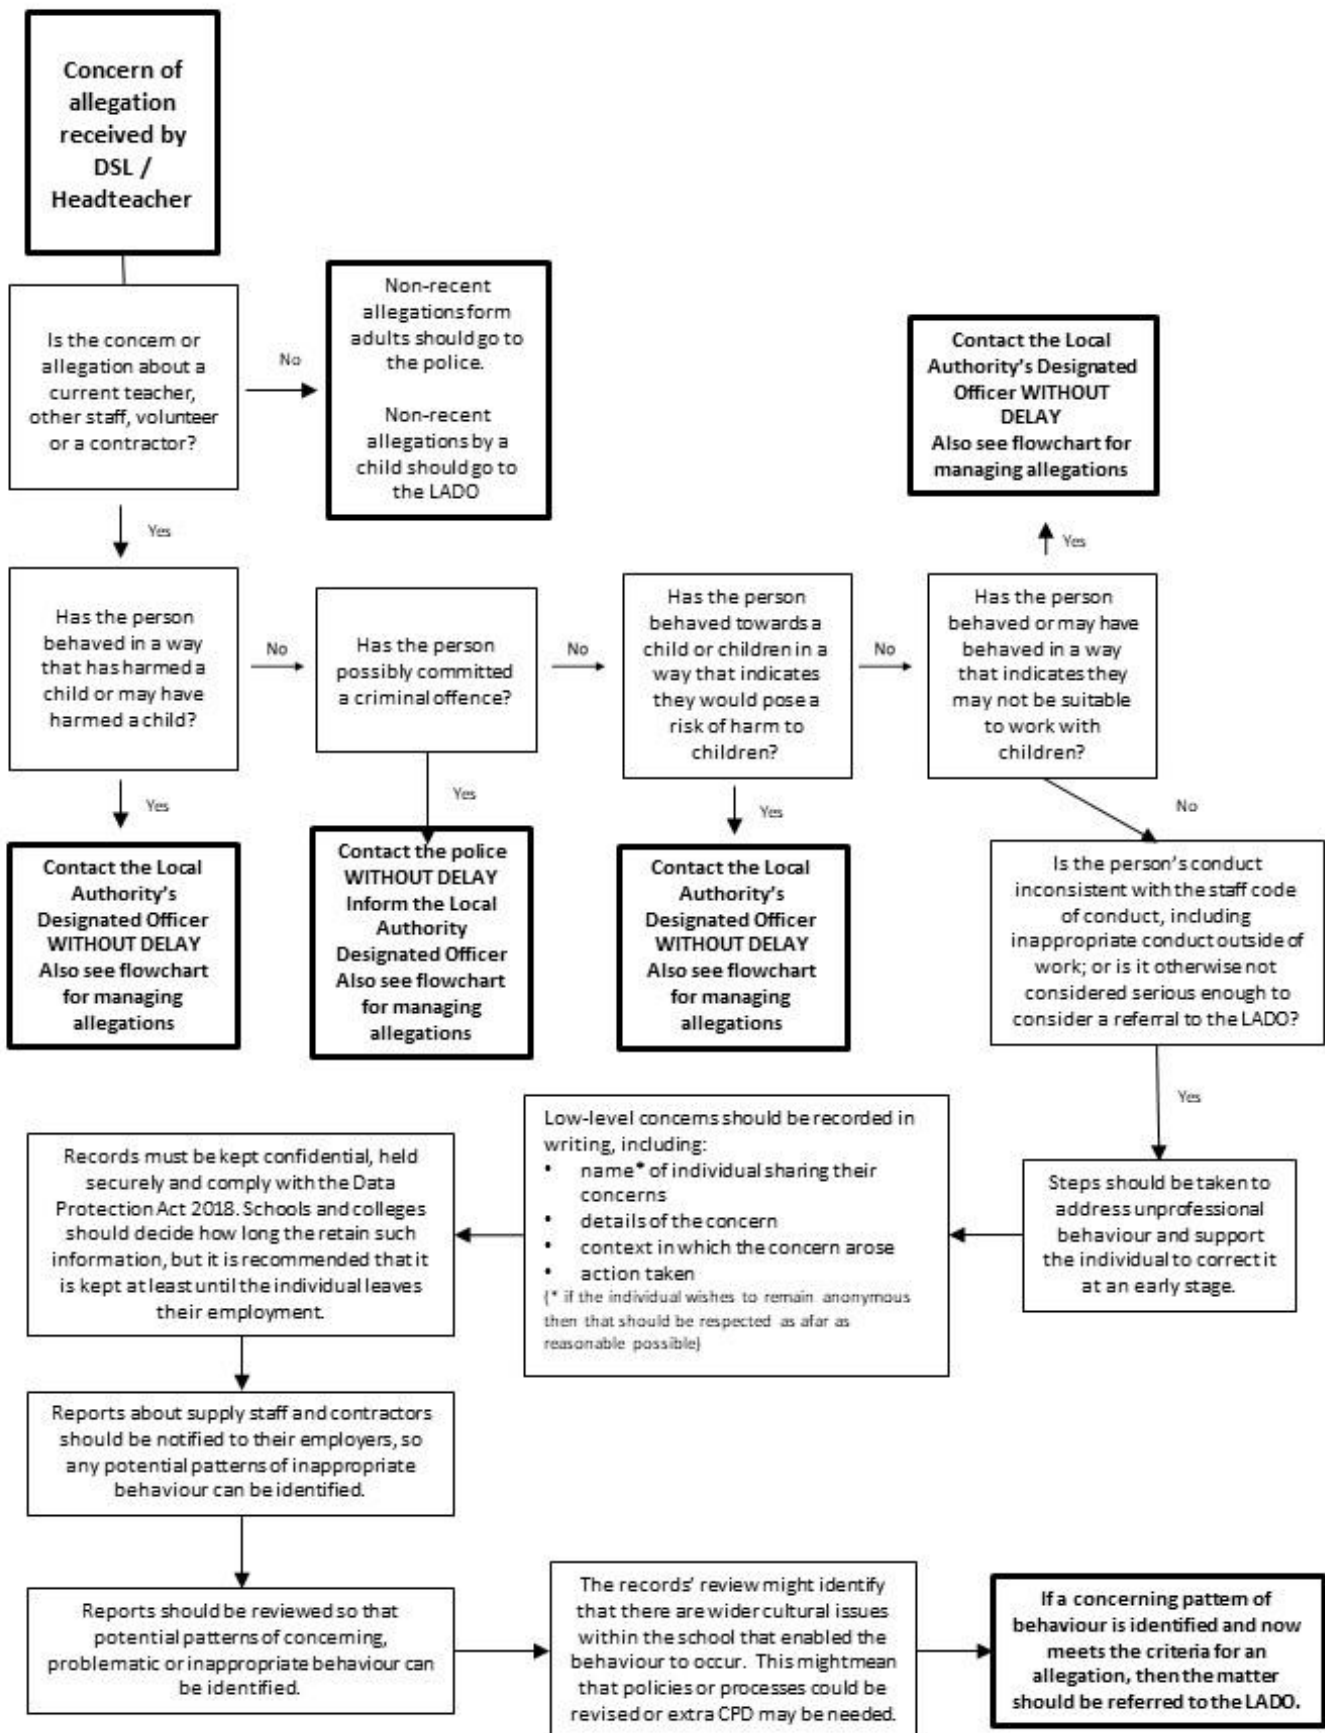 Concern of
allegation
received by
DSL /
Headteacher
Is the concern or
allegation about a
current teacher,
other staff, volunteer
or a contractor?
No
Non-recent
allegations form
adults should go to
the police.
Non-recent
allegations by a
child should go to
the LADO
Yes
Contact the Local
Authority's Designated
Officer WITHOUT
DELAY
Also see flowchart for
managing allegations
Yes
Has the person
behaved in a way
that has harmed a
child or may have
harmed a child?
No
Has the person
possibly committed
a criminal offence?
No
Has the person
behaved towards a
child or children in a
way that indicates
they would pose a
risk of harm to
children?
No
Has the person
behaved or may have
behaved in a way
that indicates they
may not be suitable
to work with
children?
Yes
Yes
Yes
No
Contact the Local
Authority's
Designated Officer
WITHOUT DELAY
Also see flowchart
for managing
allegations
Contact the police
WITHOUT DELAY
Inform the Local
Authority
Designated Officer
Also see flowchart
for managing
allegations
Contact the Local
Authority's
Designated Officer
WITHOUT DELAY
Also see flowchart
for managing
allegations
Is the person's conduct
inconsistent with the staff code
of conduct, including
inappropriate conduct outside of
work; or is it otherwise not
considered serious enough to
consider a referral to the LADO?
Yes
Steps should be taken to
address unprofessional
behaviour and support
the individual to correct it
at an early stage.
Low-level concerns should be recorded in
writing, including:
• name* of individual sharing their
concerns
• details of the concern
• context in which the concern arose
• action taken
(* if the individual wishes to remain anonymous
then that should be respected as afar as
reasonable possible)
Records must be kept confidential, held
securely and comply with the Data
Protection Act 2018. Schools and colleges
should decide how long the retain such
information, but it is recommended that it
is kept at least until the individual leaves
their employment.
Reports about supply staff and contractors
should be notified to their employers, so
any potential patterns of inappropriate
behaviour can be identified.
Reports should be reviewed so that
potential patterns of concerning,
problematic or inappropriate behaviour can
be identified.
The records' review might identify
that there are wider cultural issues
within the school that enabled the
behaviour to occur. This might mean
that policies or processes could be
revised or extra CPD may be needed.
If a concerning pattern of
behaviour is identified and now
meets the criteria for an
allegation, then the matter
should be referred to the LADO.